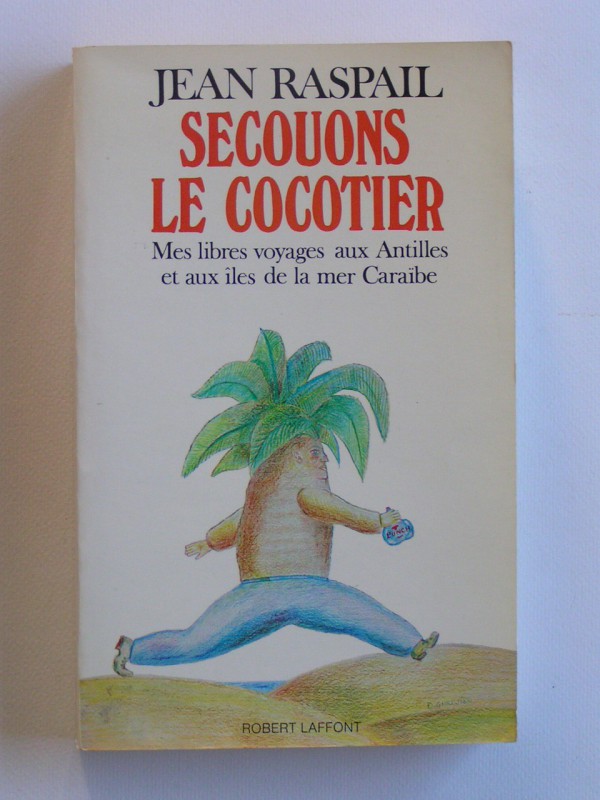 JEAN RASPAIL
SECOUONS
LE COCOTIER
Mes libres voyages aux Antilles
et aux îles de la mer Caraïbe
PUNCH
ROBERT LAFFONT